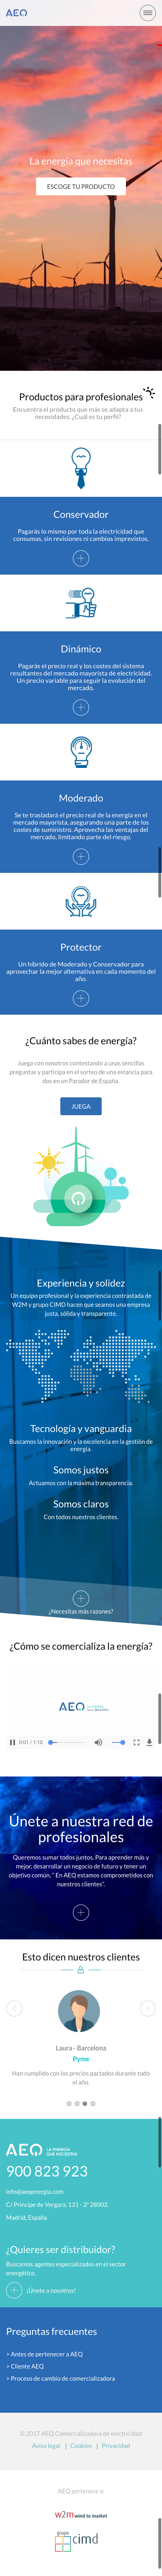 AEQ
La energía que necesitas
ESCOGE TU PRODUCTO
Productos para profesionales
Encuentra el producto que más se adapta a tus
necesidades. ¿Cuál es tu perfil?
Conservador
Pagarás lo mismo por toda la electricidad que
consumas, sin revisiones ni cambios imprevistos.
Dinámico
Pagarás el precio real y los costes del sistema
resultantes del mercado mayorista de electricidad.
Un precio variable para seguir la evolución del
mercado.
Moderado
Se te trasladará el precio real de la energía en el
mercado mayorista, asegurando una parte de los
costes de suministro. Aprovecha las ventajas del
mercado, limitando parte del riesgo.
Protector
Un híbrido de Moderado y Conservador para
aprovechar la mejor alternativa en cada momento del
año.
¿Cuánto sabes de energía?
Juega con nosotros contestando a unas sencillas
preguntas y participa en el sorteo de una estancia para
dos en un Parador de España.
JUEGA
Experiencia y solidez
Un equipo profesional y la experiencia contrastada de
W2M y grupo CIMD hacen que seamos una empresa
justa, sólida y transparente.
Tecnología y vanguardia
Buscamos la innovación y la excelencia en la gestión de
energía.
Somos justos
Actuamos con la máxima transparencia.
Somos claros
Con todos nuestros clientes.
¿Necesitas más razones?
¿Cómo se comercializa la energía?
AEQ
0:01 / 1:10
Únete a nuestra red de
profesionales
Queremos sumar todos juntos. Para aprender más y
mejor, desarrollar un negocio de futuro y tener un
objetivo común, “ En AEQ estamos comprometidos con
nuestros clientes”.
Esto dicen nuestros clientes
Laura - Barcelona
Pyme
Han cumplido con los precios pactados durante todo
el año.
AEQ LA ENERGÍA
QUE NECESITAS
900 823 923
info@aeqenergia.com
C/ Príncipe de Vergara, 131 - 3ª 28002.
Madrid, España
¿Quieres ser distribuidor?
Buscamos agentes especializados en el sector
energético.
¡Únete a nosotros!
Preguntas frecuentes
> Antes de pertenecer a AEQ
> Cliente AEQ
> Proceso de cambio de comercializadora
© 2017 AEQ Comercializadora de electricidad
Aviso legal | Cookies | Privacidad
AEQ pertenece a:
w2m wind to market
grupo
cimd